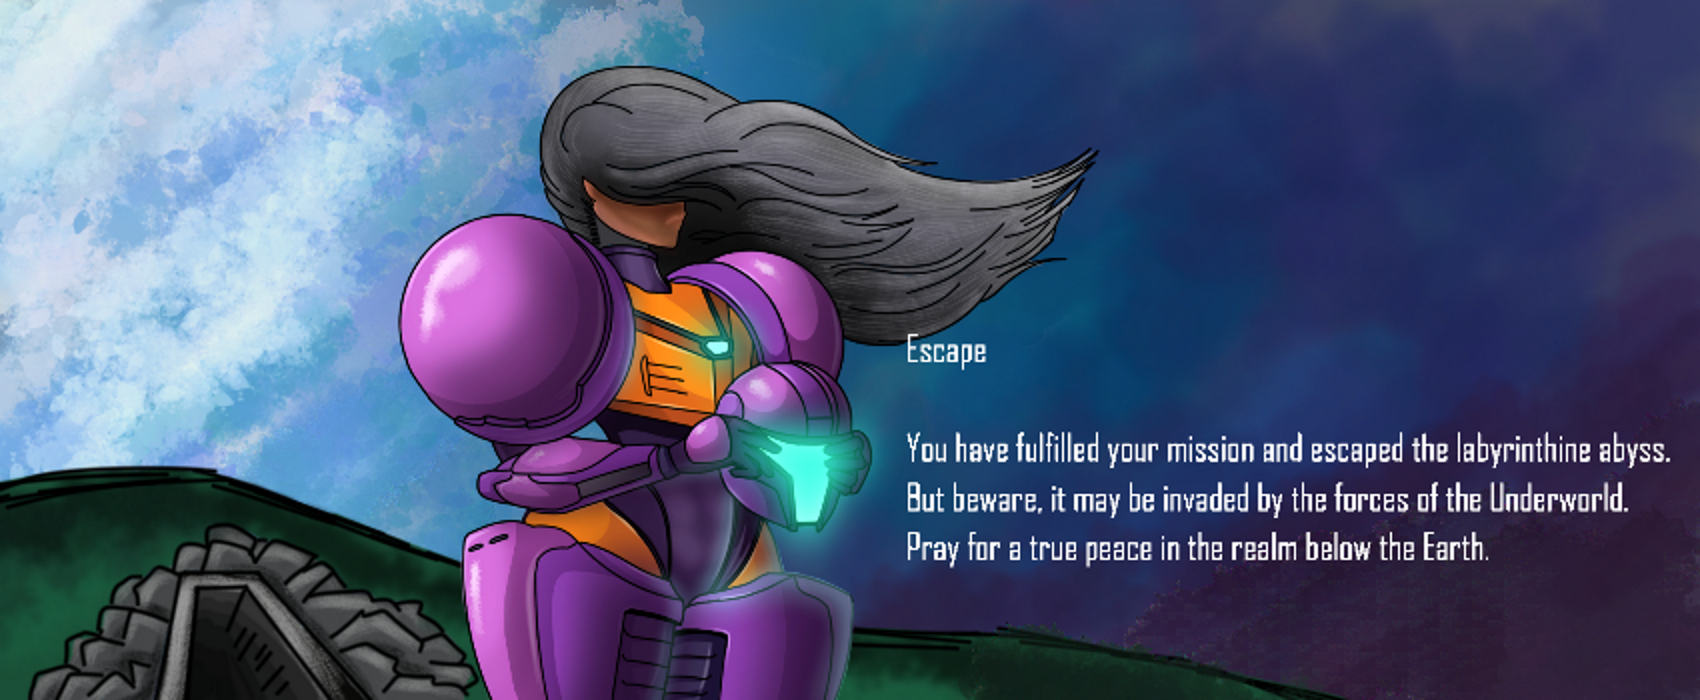 Escape
You have fulfilled your mission and escaped the labyrinthine abyss.
But beware, it may be invaded by the forces of the Underworld.
Pray for a true peace in the realm below the Earth.